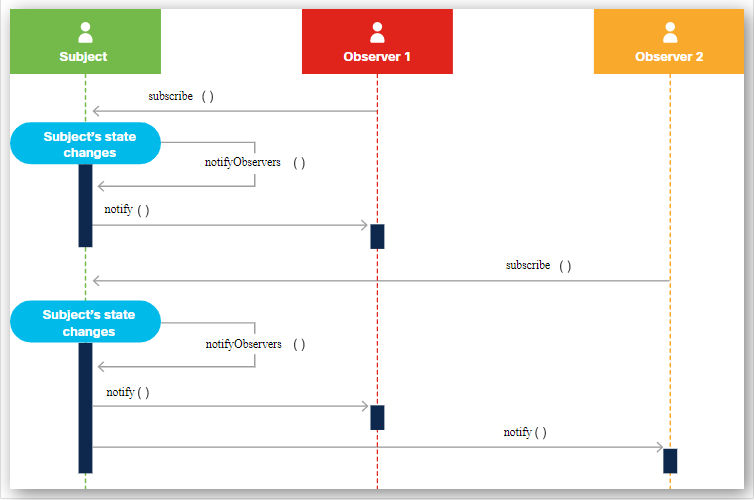 Subject
Observer 1
Observer 2
subscribe ( )
Subject's state
changes
notifyObservers ( )
notify ( )
subscribe ( )
Subject's state
changes
notifyObservers ( )
notify ( )
notify ( )